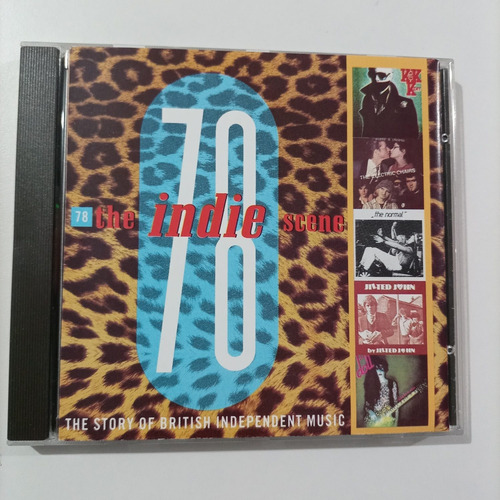 78
78
the indie scene
THE STORY OF BRITISH INDEPENDENT MUSIC
THE ELECTRIC CHAIRS
„the normal"
JILTED JOHN
by JILTED JOHN